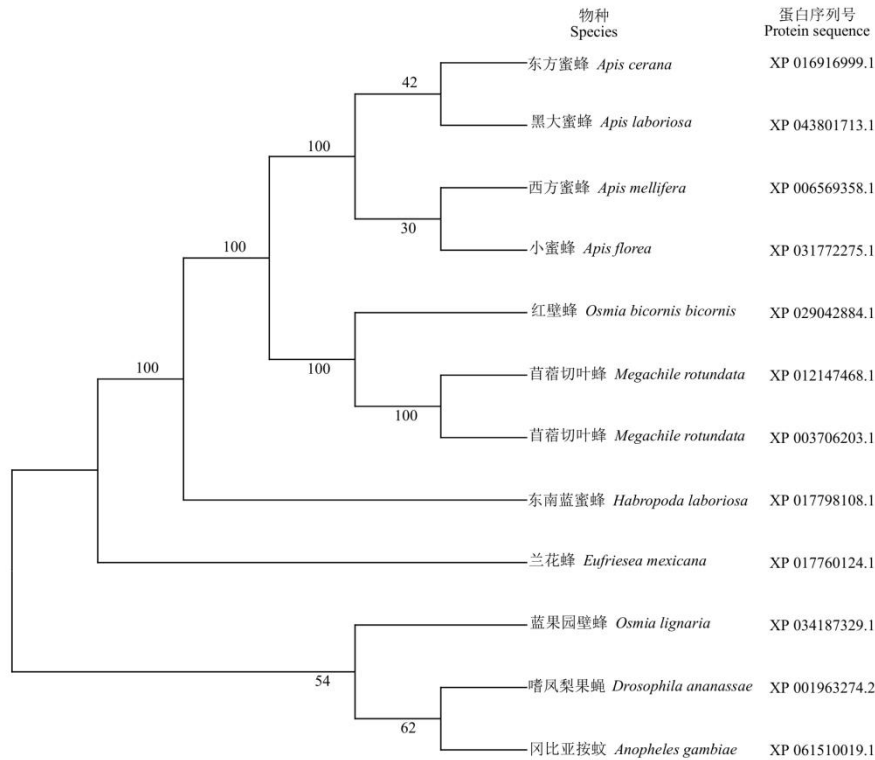 物种 蛋白序列号
Species Protein sequence
东方蜜蜂 Apis cerana XP 016916999.1
42
黑大蜜蜂 Apis laboriosa XP 043801713.1
100
西方蜜蜂 Apis mellifera XP 006569358.1
30
小蜜蜂 Apis florea XP 031772275.1
100
红壁蜂 Osmia bicornis bicornis XP 029042884.1
100
苜蓿切叶蜂 Megachile rotundata XP 012147468.1
100
100
苜蓿切叶蜂 Megachile rotundata XP 003706203.1
东南蓝蜜蜂 Habropoda laboriosa XP 017798108.1
兰花蜂 Eufriesea mexicana XP 017760124.1
蓝果园壁蜂 Osmia lignaria XP 034187329.1
54
嗜凤梨果蝇 Drosophila ananassae XP 001963274.2
62
冈比亚按蚊 Anopheles gambiae XP 061510019.1